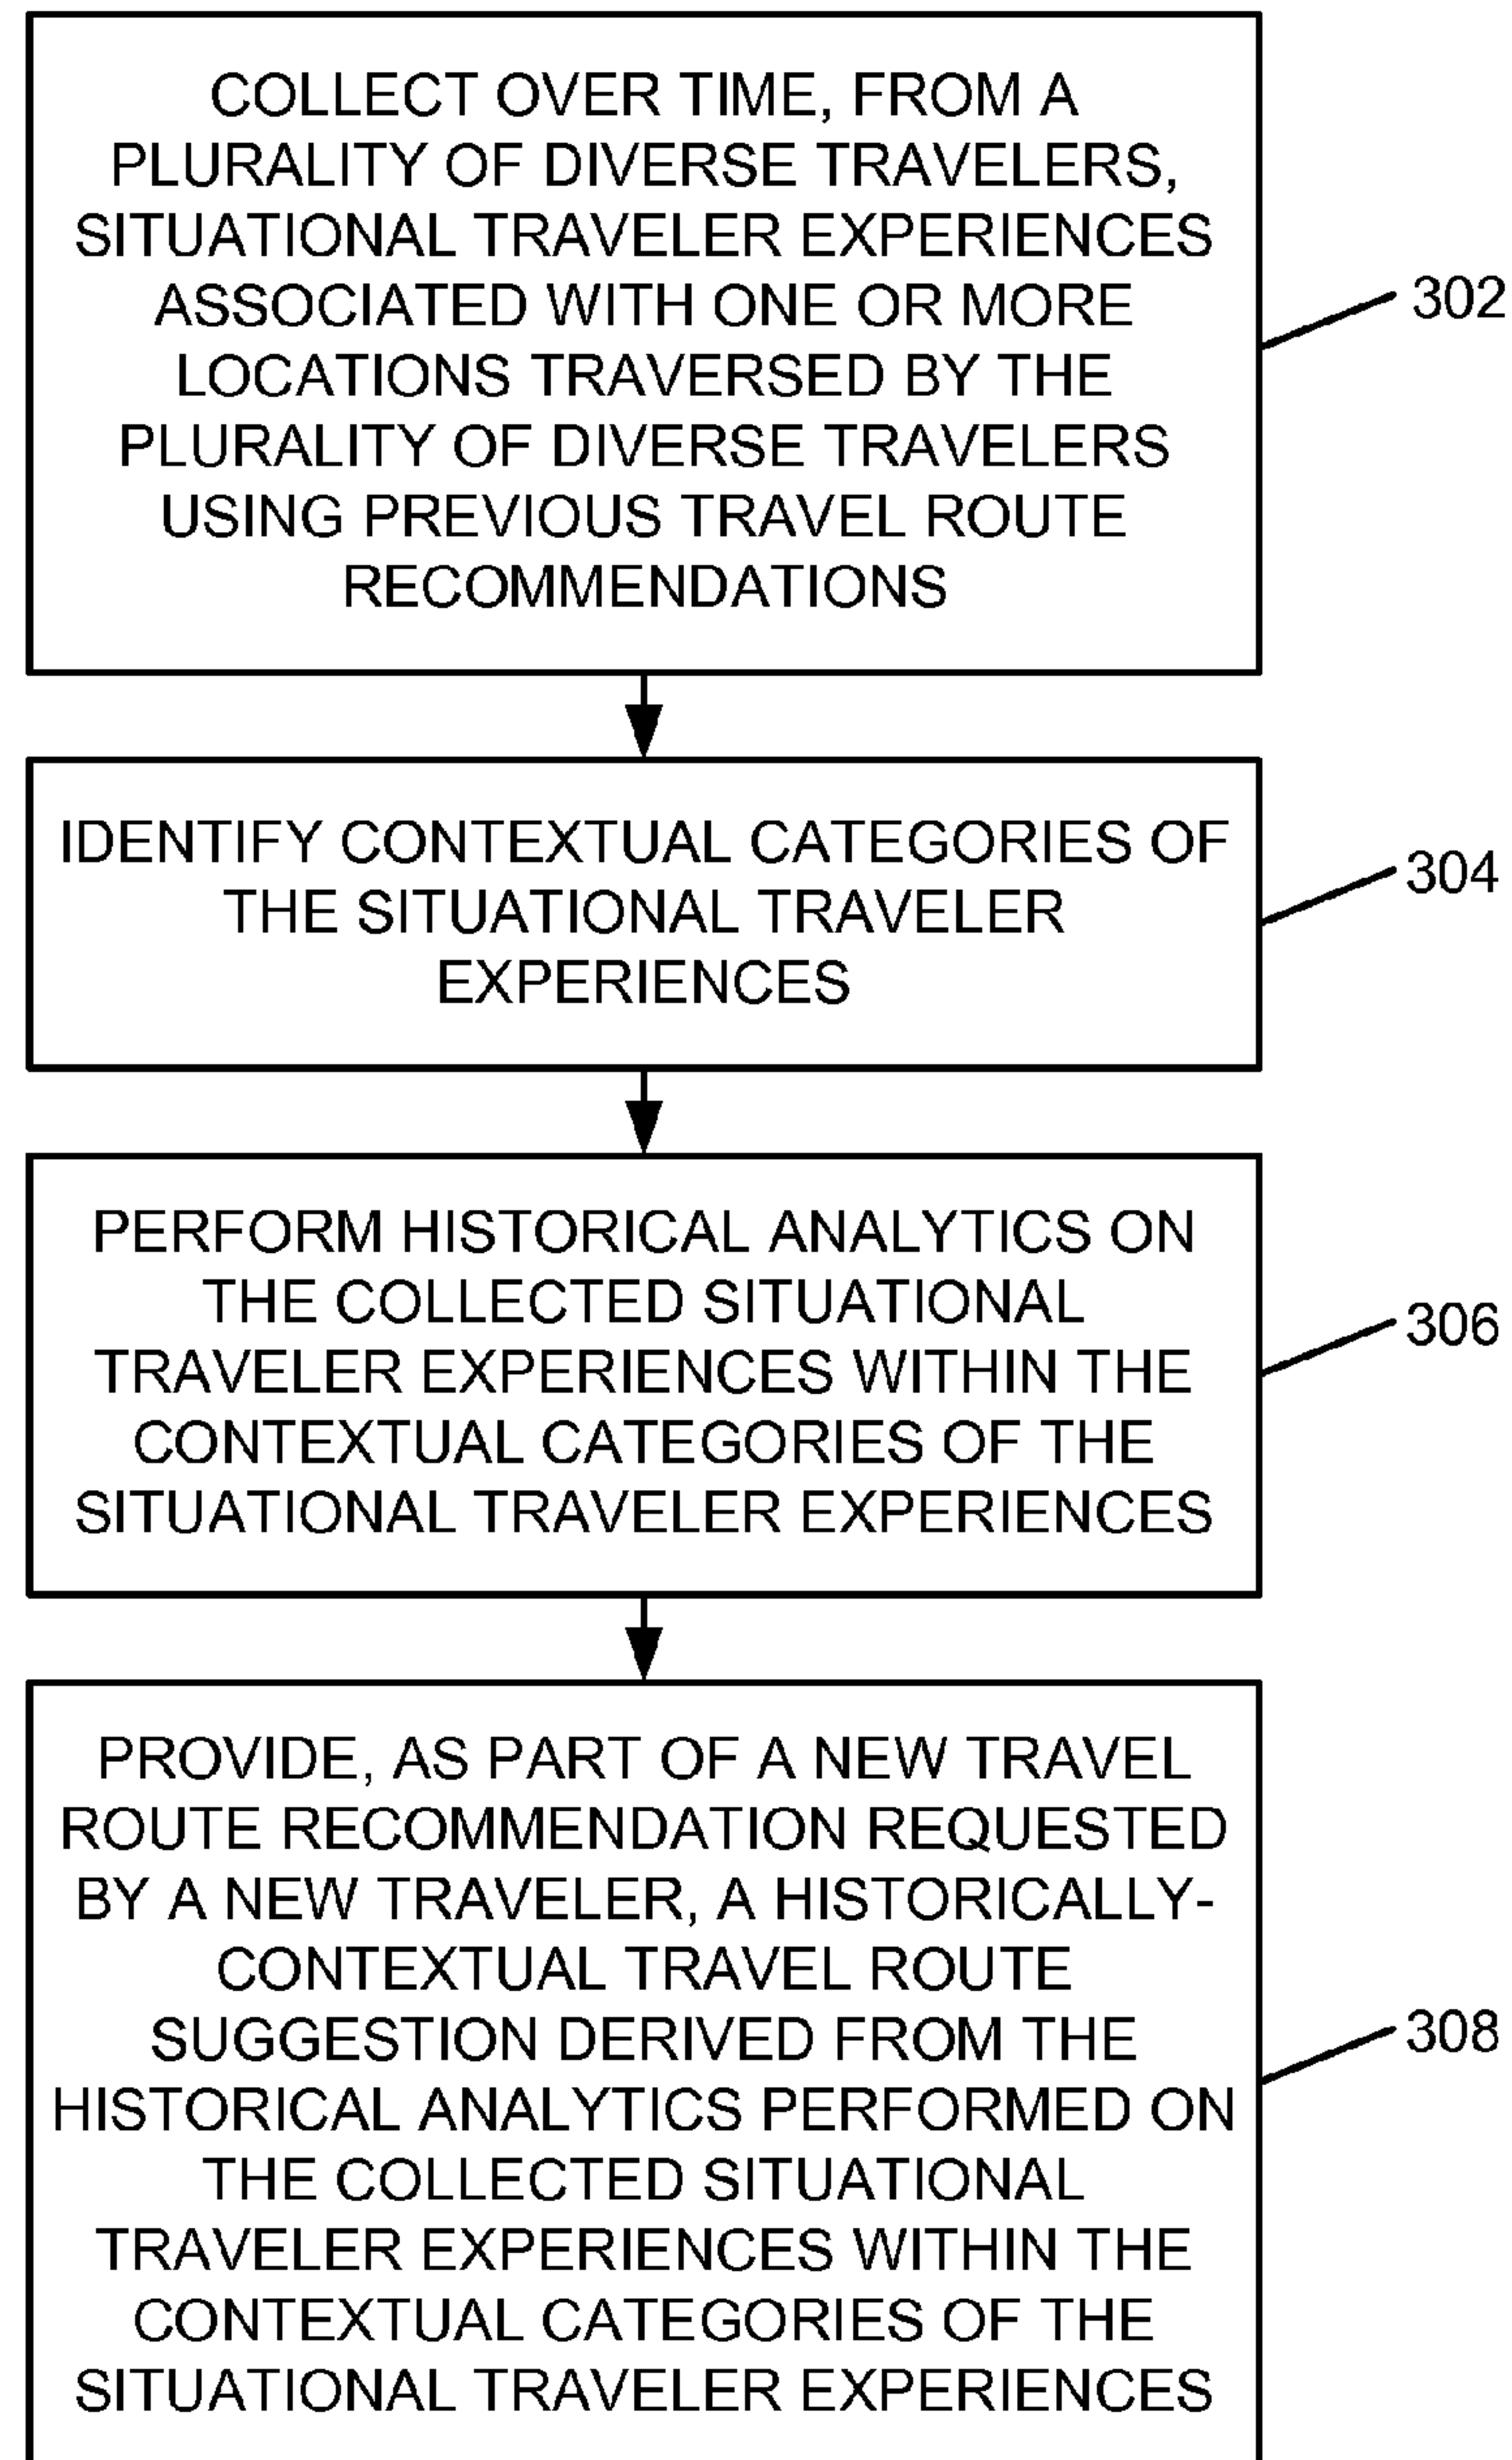 COLLECT OVER TIME, FROM A
PLURALITY OF DIVERSE TRAVELERS,
SITUATIONAL TRAVELER EXPERIENCES
ASSOCIATED WITH ONE OR MORE
LOCATIONS TRAVERSED BY THE
PLURALITY OF DIVERSE TRAVELERS
USING PREVIOUS TRAVEL ROUTE
RECOMMENDATIONS
302
IDENTIFY CONTEXTUAL CATEGORIES OF
THE SITUATIONAL TRAVELER
EXPERIENCES
304
PERFORM HISTORICAL ANALYTICS ON
THE COLLECTED SITUATIONAL
TRAVELER EXPERIENCES WITHIN THE
CONTEXTUAL CATEGORIES OF THE
SITUATIONAL TRAVELER EXPERIENCES
306
PROVIDE, AS PART OF A NEW TRAVEL
ROUTE RECOMMENDATION REQUESTED
BY A NEW TRAVELER, A HISTORICALLY-
CONTEXTUAL TRAVEL ROUTE
SUGGESTION DERIVED FROM THE
HISTORICAL ANALYTICS PERFORMED ON
THE COLLECTED SITUATIONAL
TRAVELER EXPERIENCES WITHIN THE
CONTEXTUAL CATEGORIES OF THE
SITUATIONAL TRAVELER EXPERIENCES
308